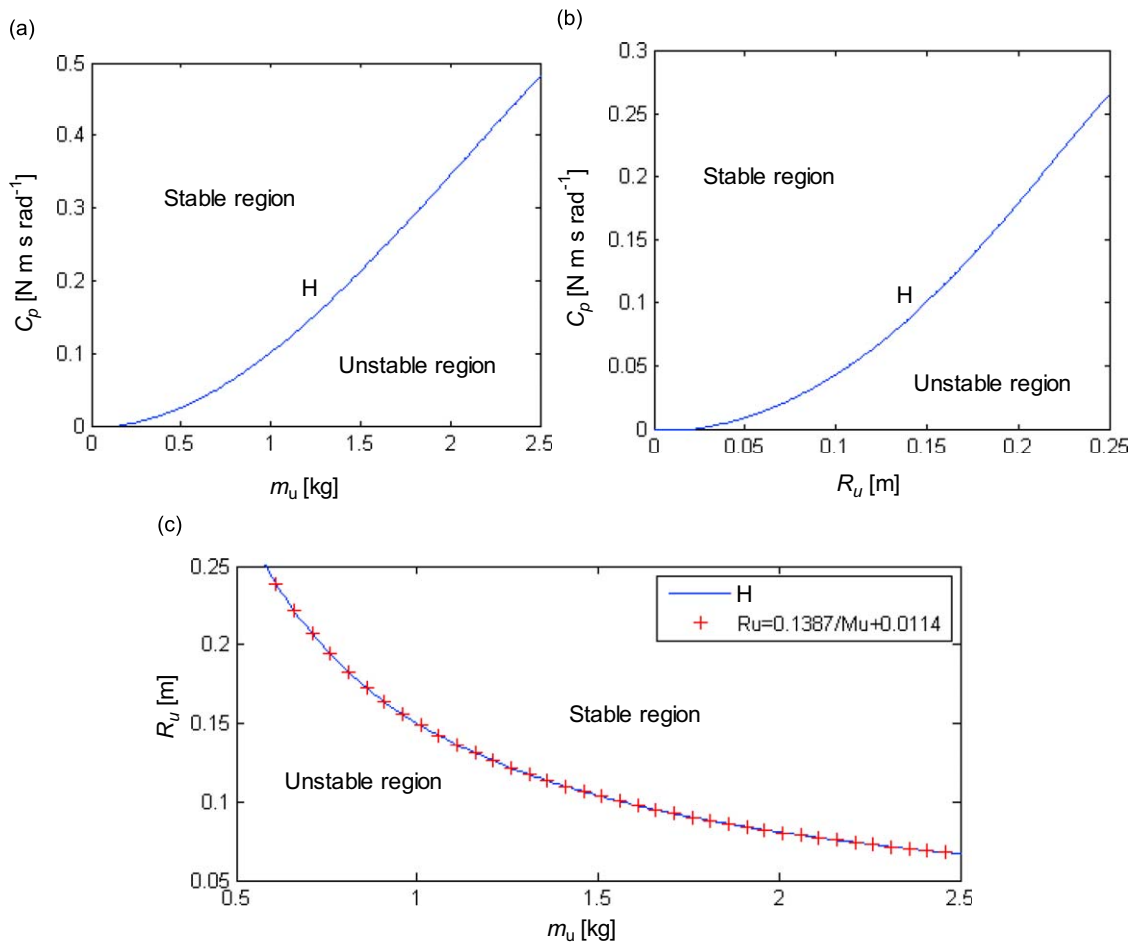 (a)
0.5
0.4
0.3
0.2
0.1
0
C_p [N m s rad^-1]
Stable region
H
Unstable region
0 0.5 1 1.5 2 2.5
m_u [kg]
(b)
0.3
0.25
0.2
0.15
0.1
0.05
0
C_p [N m s rad^-1]
Stable region
H
Unstable region
0 0.05 0.1 0.15 0.2 0.25
R_u [m]
(c)
0.25
0.2
0.15
0.1
0.05
R_u [m]
H
Ru=0.1387/Mu+0.0114
Stable region
Unstable region
0.5 1 1.5 2 2.5
m_u [kg]